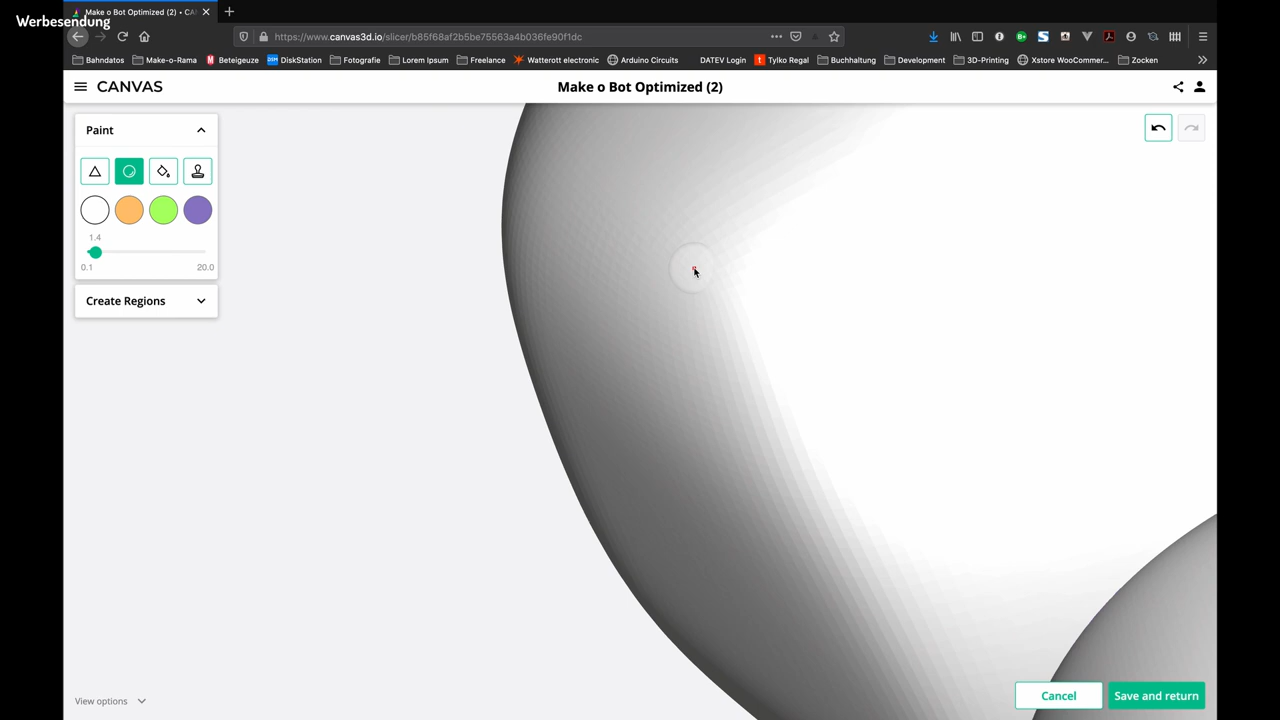 Werbesendung
Make o Bot Optimized (2) • CA
https://www.canvas3d.io/slicer/b85f68af2b5be75563a4b036fe90f1dc
Bahndatos Make-o-Rama Beteigeuze DSM DiskStation Fotografie Lorem Ipsum Freelance Watterott electronic Arduino Circuits DATEV Login t Tylko Regal Buchhaltung Development 3D-Printing Xstore WooCommer... Zocken
CANVAS
Make o Bot Optimized (2)
Paint
1.4
0.1 20.0
Create Regions
View options
Cancel
Save and return